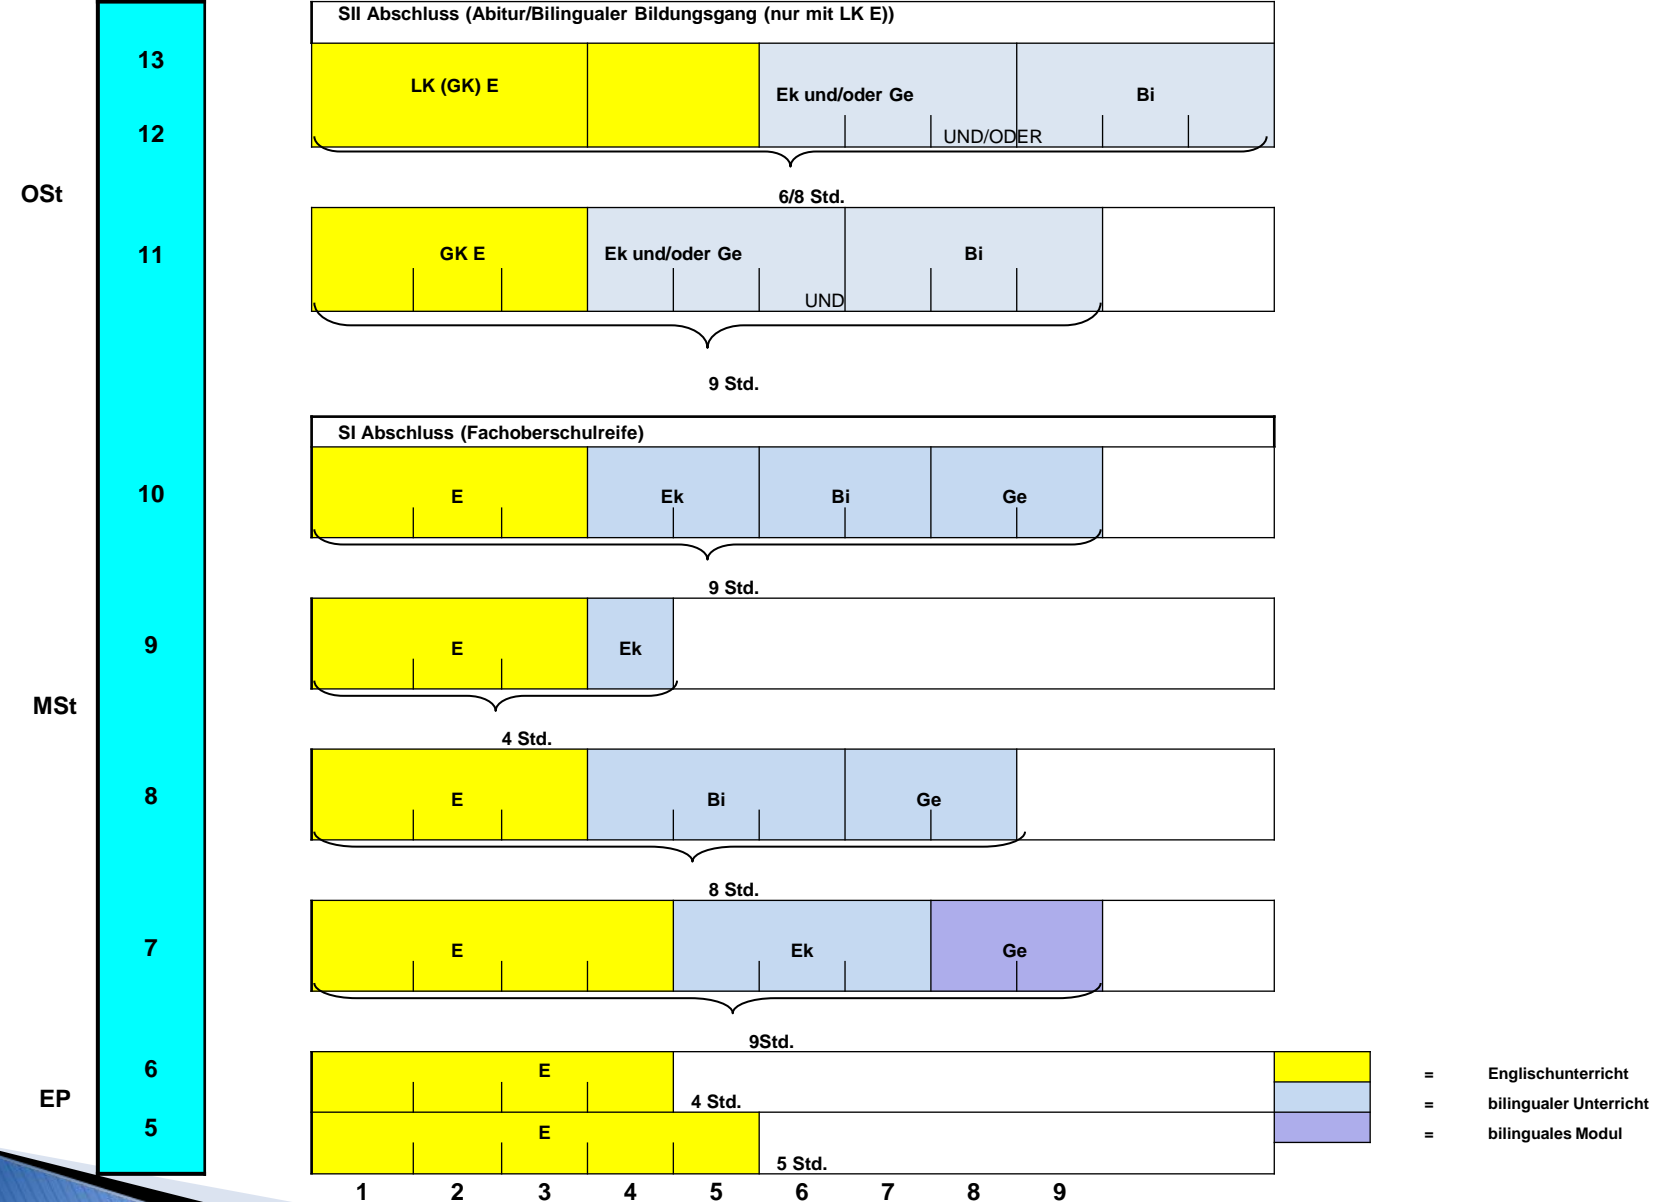 SII Abschluss (Abitur/Bilingualer Bildungsgang (nur mit LK E))
13
LK (GK) E
Ek und/oder Ge
Bi
12
UND/ODER
OSt
6/8 Std.
11
GK E
Ek und/oder Ge
Bi
UND
9 Std.
SI Abschluss (Fachoberschulreife)
10
E
Ek
Bi
Ge
9 Std.
9
E
Ek
MSt
4 Std.
8
E
Bi
Ge
8 Std.
7
E
Ek
Ge
9Std.
6
E
4 Std.
EP
5
E
5 Std.
= Englischunterricht
= bilingualer Unterricht
= bilinguales Modul
1 2 3 4 5 6 7 8 9